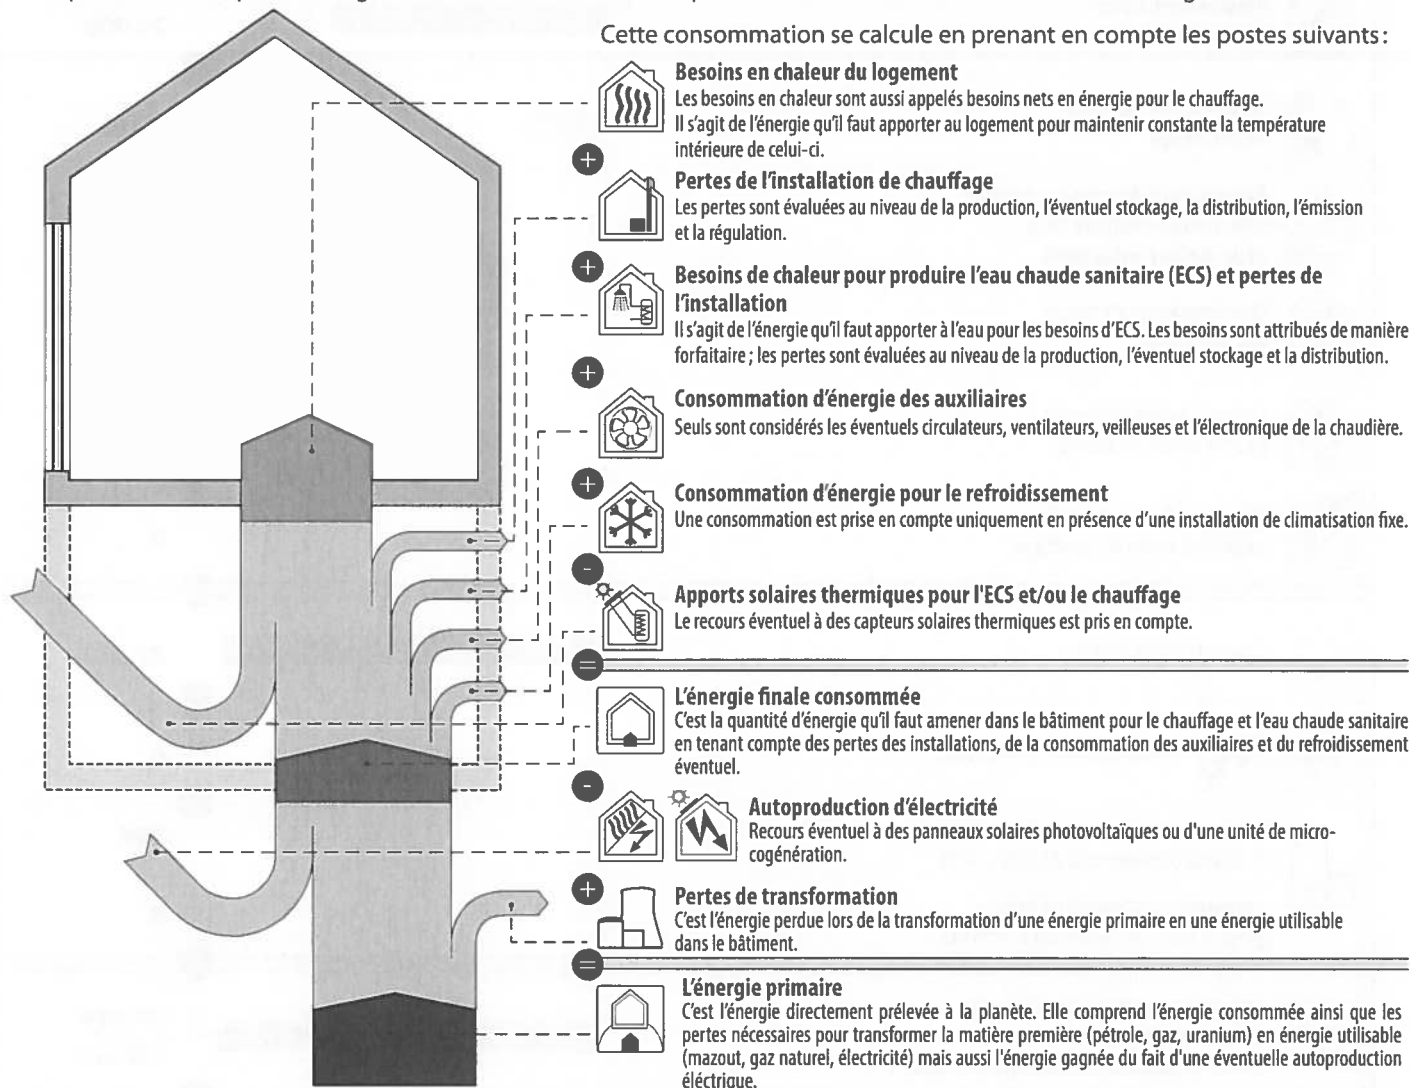 Cette consommation se calcule en prenant en compte les postes suivants :
Besoins en chaleur du logement
Les besoins en chaleur sont aussi appelés besoins nets en énergie pour le chauffage.
Il s'agit de l'énergie qu'il faut apporter au logement pour maintenir constante la température
intérieure de celui-ci.
+
Pertes de l'installation de chauffage
Les pertes sont évaluées au niveau de la production, l'éventuel stockage, la distribution, l'émission
et la régulation.
+
Besoins de chaleur pour produire l'eau chaude sanitaire (ECS) et pertes de
l'installation
Il s'agit de l'énergie qu'il faut apporter à l'eau pour les besoins d'ECS. Les besoins sont attribués de manière
forfaitaire ; les pertes sont évaluées au niveau de la production, l'éventuel stockage et la distribution.
+
Consommation d'énergie des auxiliaires
Seuls sont considérés les éventuels circulateurs, ventilateurs, veilleuses et l'électronique de la chaudière.
+
Consommation d'énergie pour le refroidissement
Une consommation est prise en compte uniquement en présence d'une installation de climatisation fixe.
-
Apports solaires thermiques pour l'ECS et/ou le chauffage
Le recours éventuel à des capteurs solaires thermiques est pris en compte.
=
L'énergie finale consommée
C'est la quantité d'énergie qu'il faut amener dans le bâtiment pour le chauffage et l'eau chaude sanitaire
en tenant compte des pertes des installations, de la consommation des auxiliaires et du refroidissement
éventuel.
-
Autoproduction d'électricité
Recours éventuel à des panneaux solaires photovoltaïques ou d'une unité de micro-
cogénération.
+
Pertes de transformation
C'est l'énergie perdue lors de la transformation d'une énergie primaire en une énergie utilisable
dans le bâtiment.
=
L'énergie primaire
C'est l'énergie directement prélevée à la planète. Elle comprend l'énergie consommée ainsi que les
pertes nécessaires pour transformer la matière première (pétrole, gaz, uranium) en énergie utilisable
(mazout, gaz naturel, électricité) mais aussi l'énergie gagnée du fait d'une éventuelle autoproduction
éléctrique.